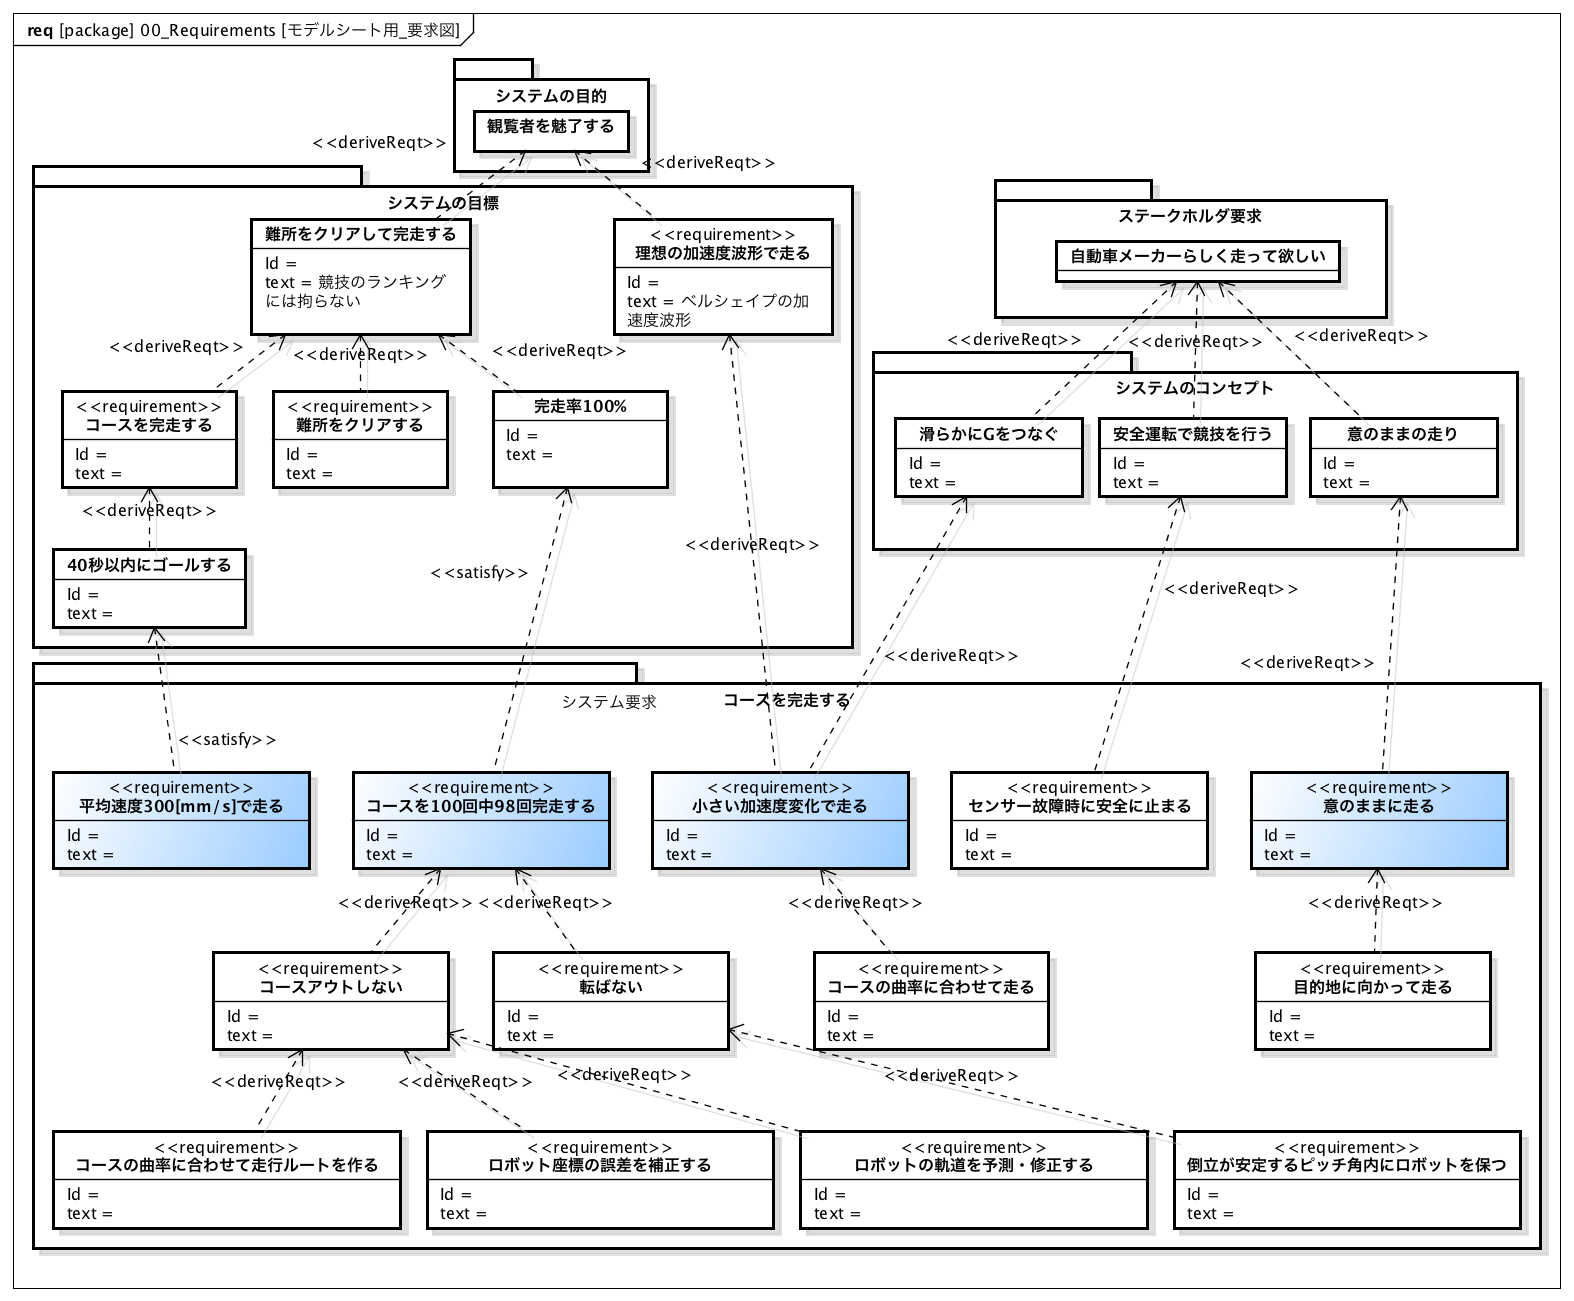 req [package] 00_Requirements [モデルシート用_要求図]
システムの目的
観覧者を魅了する
<<deriveReqt>>
<<deriveReqt>>
システムの目標
難所をクリアして完走する
Id =
text = 競技のランキング
には拘らない
<<requirement>>
理想の加速度波形で走る
Id =
text = ベルシェイプの加
速度波形
ステークホルダ要求
自動車メーカーらしく走って欲しい
<<deriveReqt>>
<<deriveReqt>>
<<deriveReqt>>
<<deriveReqt>>
<<deriveReqt>>
<<deriveReqt>>
システムのコンセプト
<<requirement>>
コースを完走する
Id =
text =
<<requirement>>
難所をクリアする
Id =
text =
完走率100%
Id =
text =
滑らかにGをつなぐ
Id =
text =
安全運転で競技を行う
Id =
text =
意のままの走り
Id =
text =
<<deriveReqt>>
<<deriveReqt>>
40秒以内にゴールする
Id =
text =
<<satisfy>>
<<deriveReqt>>
<<deriveReqt>>
<<deriveReqt>>
システム要求
コースを完走する
<<satisfy>>
<<requirement>>
平均速度300[mm/s]で走る
Id =
text =
<<requirement>>
コースを100回中98回完走する
Id =
text =
<<requirement>>
小さい加速度変化で走る
Id =
text =
<<requirement>>
センサー故障時に安全に止まる
Id =
text =
<<requirement>>
意のままに走る
Id =
text =
<<deriveReqt>>
<<deriveReqt>>
<<deriveReqt>>
<<deriveReqt>>
<<requirement>>
コースアウトしない
Id =
text =
<<requirement>>
転ばない
Id =
text =
<<requirement>>
コースの曲率に合わせて走る
Id =
text =
<<requirement>>
目的地に向かって走る
Id =
text =
<<deriveReqt>>
<<deriveReqt>>
<<deriveReqt>>
<<deriveReqt>>
<<requirement>>
コースの曲率に合わせて走行ルートを作る
Id =
text =
<<requirement>>
ロボット座標の誤差を補正する
Id =
text =
<<requirement>>
ロボットの軌道を予測・修正する
Id =
text =
<<requirement>>
倒立が安定するピッチ角内にロボットを保つ
Id =
text =